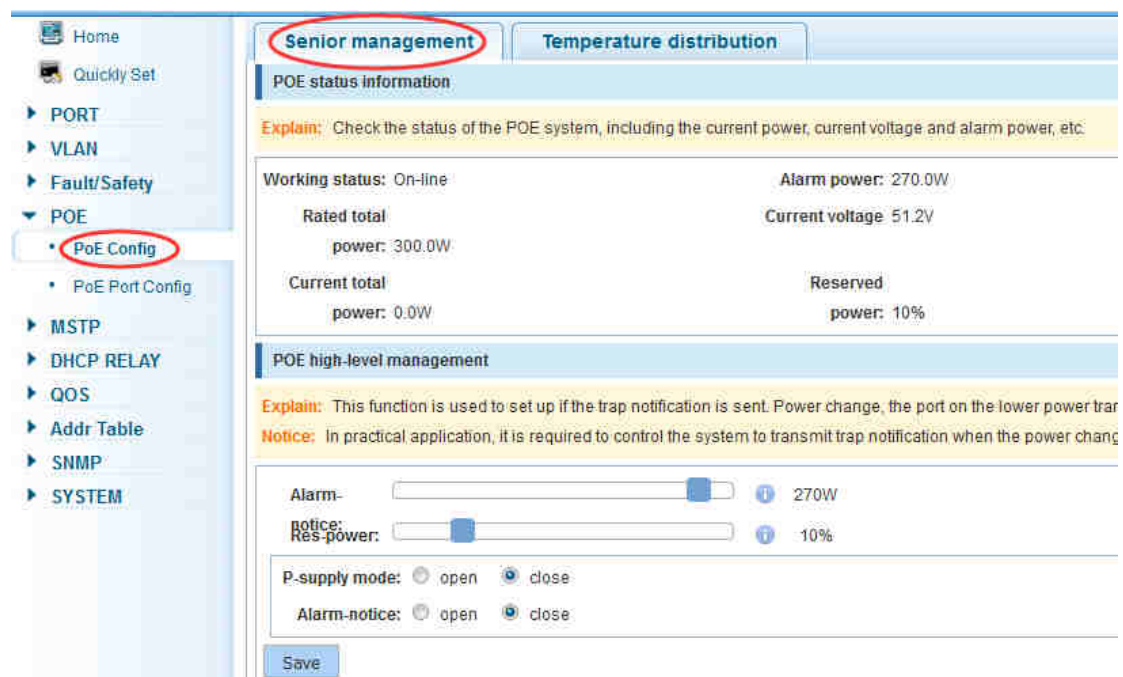 Home
Quickly Set
PORT
VLAN
Fault/Safety
POE
PoE Config
PoE Port Config
MSTP
DHCP RELAY
QOS
Addr Table
SNMP
SYSTEM
Senior management
Temperature distribution
POE status information
Explain: Check the status of the POE system, including the current power, current voltage and alarm power, etc.
Working status: On-line
Alarm power: 270.0W
Rated total
power: 300.0W
Current voltage 51.2V
Current total
power: 0.0W
Reserved
power: 10%
POE high-level management
Explain: This function is used to set up if the trap notification is sent. Power change, the port on the lower power trar
Notice: In practical application, it is required to control the system to transmit trap notification when the power chang
Alarm-
notice:
270W
Res-power:
10%
P-supply mode: open close
Alarm-notice: open close
Save